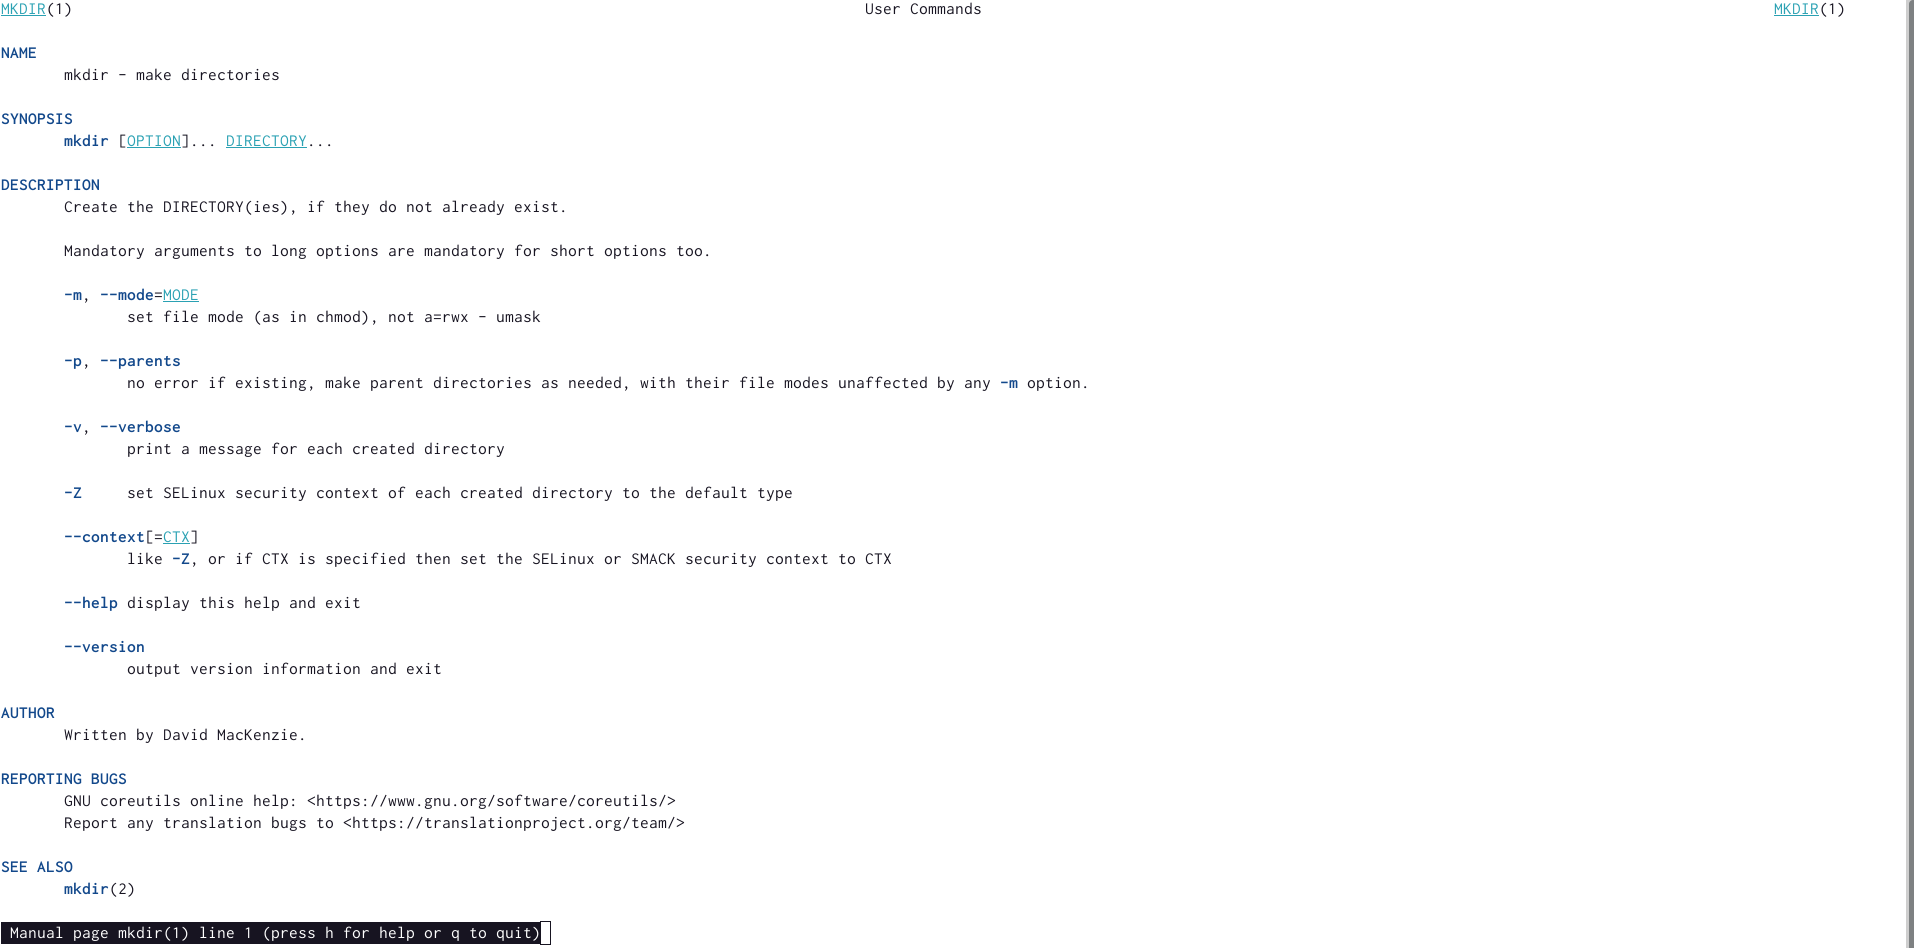 MKDIR(1) User Commands MKDIR(1)
NAME
mkdir - make directories
SYNOPSIS
mkdir [OPTION]... DIRECTORY...
DESCRIPTION
Create the DIRECTORY(ies), if they do not already exist.
Mandatory arguments to long options are mandatory for short options too.
-m, --mode=MODE
set file mode (as in chmod), not a=rwx - umask
-p, --parents
no error if existing, make parent directories as needed, with their file modes unaffected by any -m option.
-v, --verbose
print a message for each created directory
-Z set SELinux security context of each created directory to the default type
--context[=CTX]
like -Z, or if CTX is specified then set the SELinux or SMACK security context to CTX
--help display this help and exit
--version
output version information and exit
AUTHOR
Written by David MacKenzie.
REPORTING BUGS
GNU coreutils online help: <https://www.gnu.org/software/coreutils/>
Report any translation bugs to <https://translationproject.org/team/>
SEE ALSO
mkdir(2)
Manual page mkdir(1) line 1 (press h for help or q to quit)